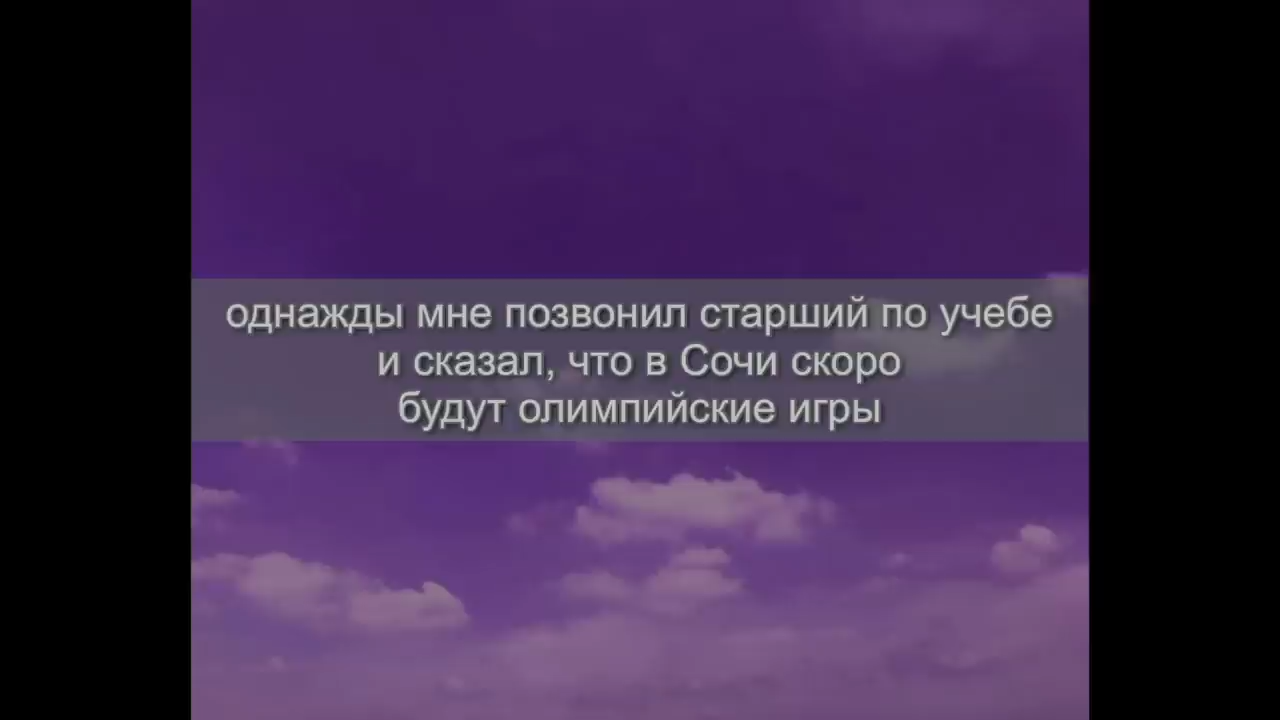 однажды мне позвонил старший по учебе
и сказал, что в Сочи скоро
будут олимпийские игры